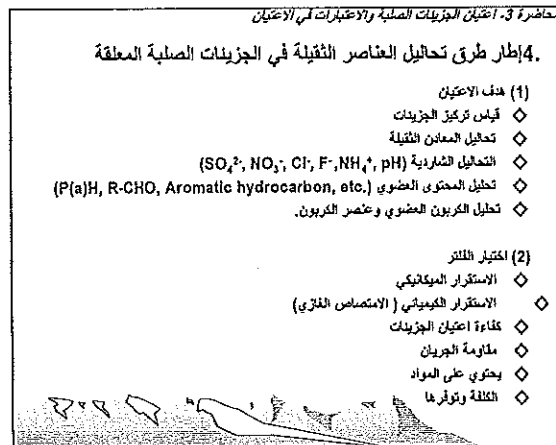 محاضرة 3- اعتيان الجزيئات الصلبة والاعتبارات في الاعتيان
4.إطار طرق تحاليل العناصر الثقيلة في الجزيئات الصلبة المعلقة
(1) هدف الاعتيان
◇ قياس تركيز الجزيئات
◇ تحاليل المعادن الثقيلة
◇ التحاليل الشاردية (SO₄²⁻, NO₃⁻, Cl⁻, F⁻,NH₄⁺, pH)
◇ تحليل المحتوى العضوي (P(a)H, R-CHO, Aromatic hydrocarbon, etc.)
◇ تحليل الكربون العضوي وعنصر الكربون.
(2) اختيار الفلتر
◇ الاستقرار الميكانيكي
◇ الاستقرار الكيميائي ( الامتصاص الغازي)
◇ كفاءة اعتيان الجزيئات
◇ مقاومة الجريان
◇ يحتوي على المواد
◇ الكلفة وتوفرها